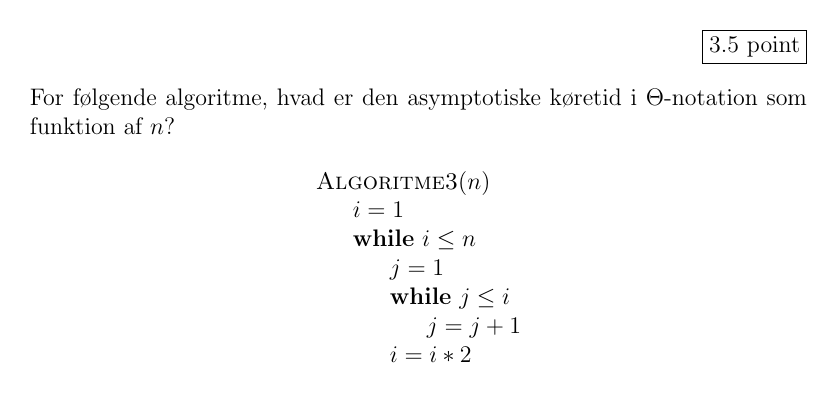 3.5 point
For følgende algoritme, hvad er den asymptotiske køretid i Θ-notation som
funktion af n?
ALGORITME3(n)
i = 1
while i ≤ n
j = 1
while j ≤ i
j = j + 1
i = i ∗ 2